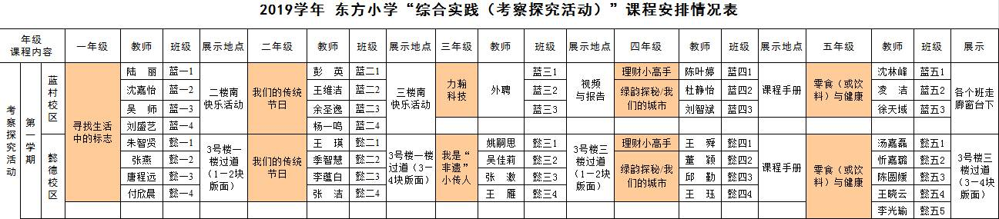 2019学年 东方小学“综合实践（考察探究活动）”课程安排情况表
年级
课程内容
一年级 教师 班级 展示地点 二年级 教师 班级 展示地点 三年级 教师 班级 展示地点 四年级 教师 班级 展示地点 五年级 教师 班级 展示
考察探究活动
第一学期
蓝村校区
寻找生活
中的标志
陆 丽 蓝一1
沈嘉怡 蓝一2
吴 师 蓝一3
刘盛艺 蓝一4
二楼南
快乐活动
我们的传统
节日
彭 英 蓝二1
王维洁 蓝二2
余圣逸 蓝二3
杨一鸣 蓝二4
三楼南
快乐活动
力瀚
科技
外聘
蓝三1
蓝三2
蓝三3
视频
与报告
理财小高手
绿韵探秘/我
们的城市
陈叶婷 蓝四1
杜静怡 蓝四2
刘智斌 蓝四3
课程手册
零食（或饮
料）与健康
沈林峰 蓝五1
凌 洁 蓝五2
徐天域 蓝五3
各个班走
廊窗台下
懿德校区
朱智贤 懿一1
张燕 懿一2
唐程远 懿一3
付欣晨 懿一4
3号楼一
楼过道
（1－2块
版面）
我们的传统
节日
王 瑛 懿二1
季智慧 懿二2
李蕴白 懿二3
张 洁 懿二4
3号楼一楼
过道（3－
4块版面）
我是“
非遗”
小传人
姚嗣思 懿三1
吴佳莉 懿三2
张 激 懿三3
王 雁 懿三4
3号楼三
楼过道
（1－2块
版面）
理财小高手
绿韵探秘/我
们的城市
王 舜 懿四1
董 颖 懿四2
邱 勤 懿四3
王 珏 懿四4
课程手册
零食（或饮
料）与健康
汤嘉磊 懿五1
忻嘉璐 懿五2
陈圆媛 懿五3
王晓云 懿五4
李光瑜 懿五5
3号楼三
楼过道
（3－4块
版面）